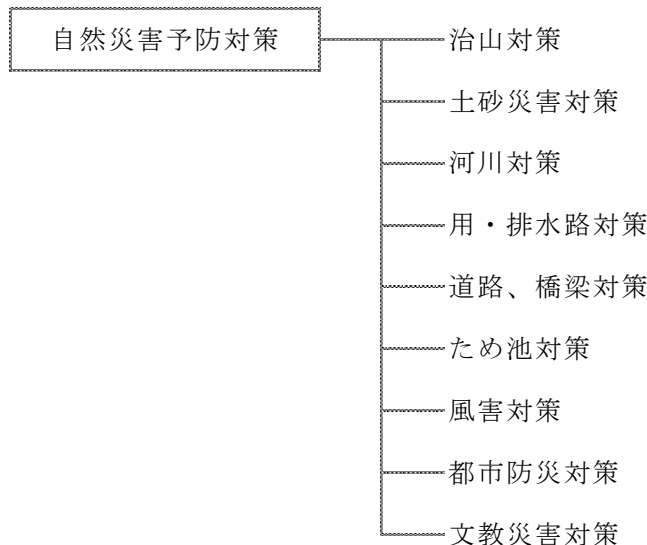 自然災害予防対策
治山対策
土砂災害対策
河川対策
用・排水路対策
道路、橋梁対策
ため池対策
風害対策
都市防災対策
文教災害対策